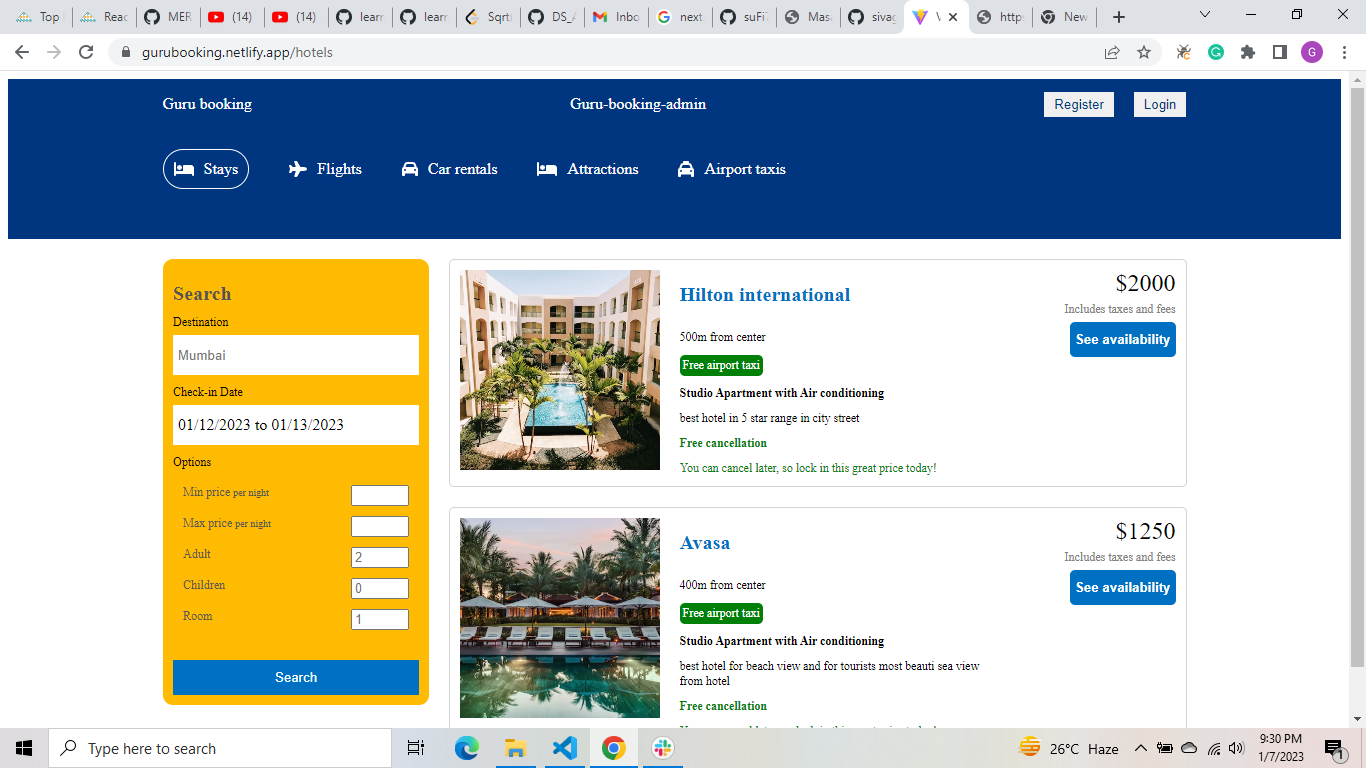 Top
Reac
MER
(14)
(14)
learn
learn
Sqrt(
DS_A
Inbo
next
suFi7
Masa
sivag
V
https
New
gurubooking.netlify.app/hotels
G
Guru booking
Guru-booking-admin
Register
Login
Stays
Flights
Car rentals
Attractions
Airport taxis
Search
Destination
Mumbai
Check-in Date
01/12/2023 to 01/13/2023
Options
Min price per night
Max price per night
Adult 2
Children 0
Room 1
Search
Hilton international
500m from center
Free airport taxi
Studio Apartment with Air conditioning
best hotel in 5 star range in city street
Free cancellation
You can cancel later, so lock in this great price today!
$2000
Includes taxes and fees
See availability
Avasa
400m from center
Free airport taxi
Studio Apartment with Air conditioning
best hotel for beach view and for tourists most beauti sea view
from hotel
Free cancellation
$1250
Includes taxes and fees
See availability
Type here to search
26°C Haze
9:30 PM
1/7/2023
1